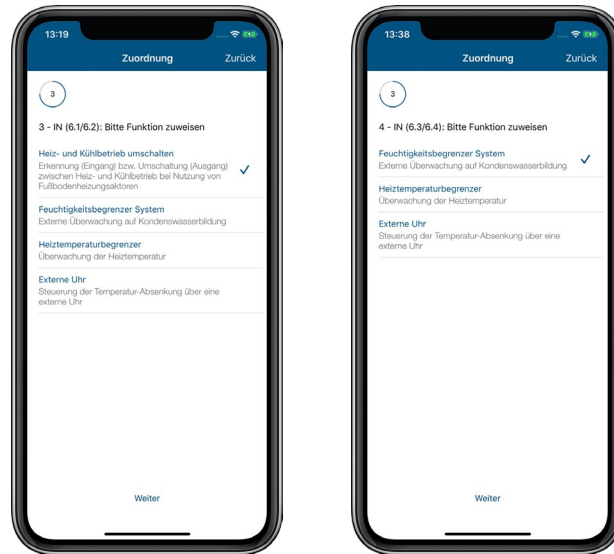 13:19
Zuordnung
Zurück
3
3 - IN (6.1/6.2): Bitte Funktion zuweisen
Heiz- und Kühlbetrieb umschalten
Erkennung (Eingang) bzw. Umschaltung (Ausgang)
zwischen Heiz- und Kühlbetrieb bei Nutzung von
Fußbodenheizungsaktoren
Feuchtigkeitsbegrenzer System
Externe Überwachung auf Kondenswasserbildung
Heiztemperaturbegrenzer
Überwachung der Heiztemperatur
Externe Uhr
Steuerung der Temperatur-Absenkung über eine
externe Uhr
Weiter
13:38
Zuordnung
Zurück
3
4 - IN (6.3/6.4): Bitte Funktion zuweisen
Feuchtigkeitsbegrenzer System
Externe Überwachung auf Kondenswasserbildung
Heiztemperaturbegrenzer
Überwachung der Heiztemperatur
Externe Uhr
Steuerung der Temperatur-Absenkung über eine
externe Uhr
Weiter